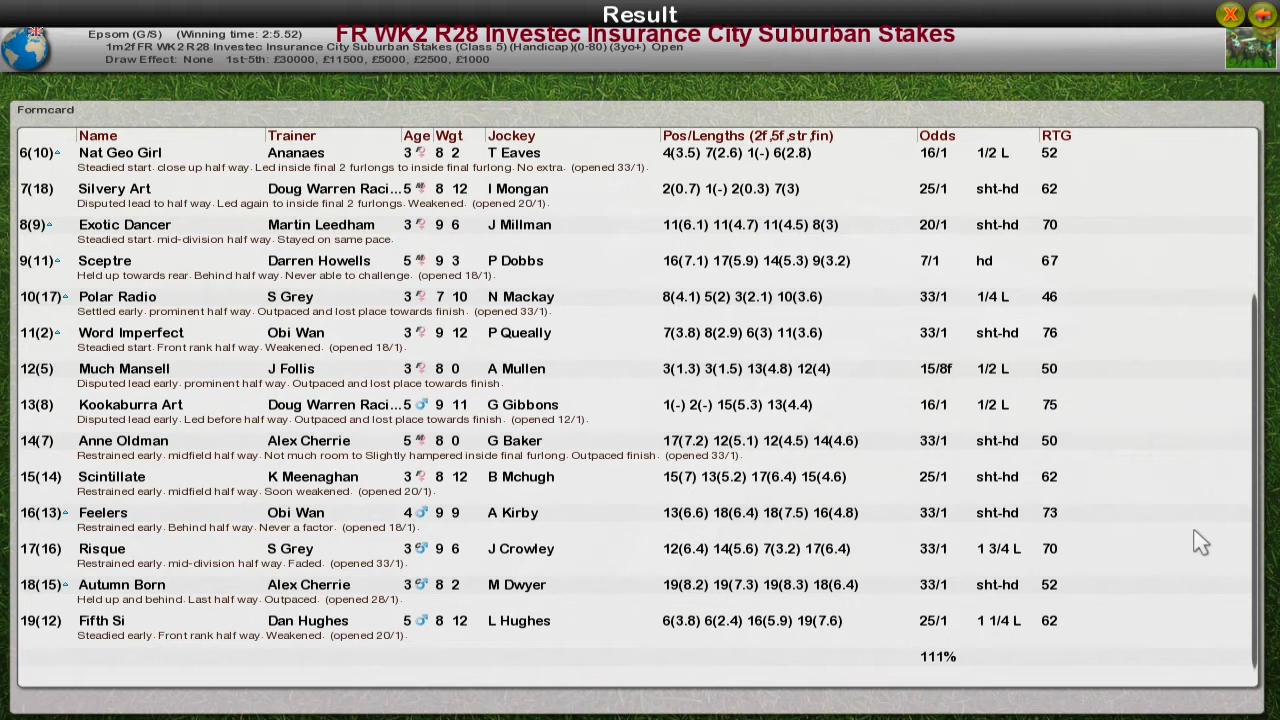 Result
FR WK2 R28 Investec Insurance City Suburban Stakes
Epsom (G/S) (Winning time: 2:5.52)
1m2f FR WK2 R28 Investec Insurance City Suburban Stakes (Class 5) (Handicap)(0-80) (3yo+) Open
Draw Effect: None 1st-5th: £30000, £11500, £5000, £2500, £1000
Formcard
Name Trainer Age Wgt Jockey Pos/Lengths (2f,5f,str,fin) Odds RTG
6(10) Nat Geo Girl Ananaes 3 8 2 T Eaves 4(3.5) 7(2.6) 1(-) 6(2.8) 16/1 1/2 L 52
Steadied start. close up half way. Led inside final 2 furlongs to inside final furlong. No extra. (opened 33/1).
7(18) Silvery Art Doug Warren Raci... 5 8 12 I Mongan 2(0.7) 1(-) 2(0.3) 7(3) 25/1 sht-hd 62
Disputed lead to half way. Led again to inside final 2 furlongs. Weakened. (opened 20/1).
8(9) Exotic Dancer Martin Leedham 3 9 6 J Millman 11(6.1) 11(4.7) 11(4.5) 8(3) 20/1 sht-hd 70
Steadied start. mid-division half way. Stayed on same pace.
9(11) Sceptre Darren Howells 5 9 3 P Dobbs 16(7.1) 17(5.9) 14(5.3) 9(3.2) 7/1 hd 67
Held up towards rear. Behind half way. Never able to challenge. (opened 18/1).
10(17) Polar Radio S Grey 3 7 10 N Mackay 8(4.1) 5(2) 3(2.1) 10(3.6) 33/1 1/4 L 46
Settled early. prominent half way. Outpaced and lost place towards finish. (opened 33/1).
11(2) Word Imperfect Obi Wan 3 9 12 P Queally 7(3.8) 8(2.9) 6(3) 11(3.6) 33/1 sht-hd 76
Steadied start. Front rank half way. Weakened. (opened 18/1).
12(5) Much Mansell J Follis 3 8 0 A Mullen 3(1.3) 3(1.5) 13(4.8) 12(4) 15/8f 1/2 L 50
Disputed lead early. prominent half way. Outpaced and lost place towards finish.
13(8) Kookaburra Art Doug Warren Raci... 5 9 11 G Gibbons 1(-) 2(-) 15(5.3) 13(4.4) 16/1 1/2 L 75
Disputed lead early. Led before half way. Outpaced and lost place towards finish. (opened 12/1).
14(7) Anne Oldman Alex Cherrie 5 8 0 G Baker 17(7.2) 12(5.1) 12(4.5) 14(4.6) 33/1 sht-hd 50
Restrained early. midfield half way. Not much room to Slightly hampered inside final furlong. Outpaced finish. (opened 33/1).
15(14) Scintillate K Meenaghan 3 8 12 B Mchugh 15(7) 13(5.2) 17(6.4) 15(4.6) 25/1 sht-hd 62
Restrained early. midfield half way. Soon weakened. (opened 20/1).
16(13) Feelers Obi Wan 4 9 9 A Kirby 13(6.6) 18(6.4) 18(7.5) 16(4.8) 33/1 sht-hd 73
Restrained early. Behind half way. Never a factor. (opened 18/1).
17(16) Risque S Grey 3 9 6 J Crowley 12(6.4) 14(5.6) 7(3.2) 17(6.4) 33/1 1 3/4 L 70
Restrained early. mid-division half way. Faded. (opened 33/1).
18(15) Autumn Born Alex Cherrie 3 8 2 M Dwyer 19(8.2) 19(7.3) 19(8.3) 18(6.4) 33/1 sht-hd 52
Held up and behind. Last half way. Outpaced. (opened 28/1).
19(12) Fifth Si Dan Hughes 5 8 12 L Hughes 6(3.8) 6(2.4) 16(5.9) 19(7.6) 25/1 1 1/4 L 62
Steadied early. Front rank half way. Weakened. (opened 20/1).
111%